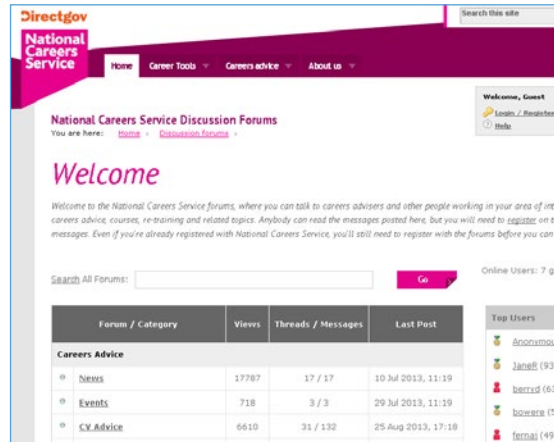 Directgov
Search this site
National
Careers
Service
Home Career Tools Careers advice About us
Welcome, Guest
Login / Register
Help
National Careers Service Discussion Forums
You are here: Home Discussion forums
Welcome
Welcome to the National Careers Service forums, where you can talk to careers advisers and other people working in your area of int
careers advice, courses, re-training and related topics. Anybody can read the messages posted here, but you will need to register on t
messages. Even if you're already registered with National Careers Service, you'll still need to register with the forums before you can
Search All Forums: Go
Online Users: 7 g
Forum / Category Views Threads / Messages Last Post
Top Users
Careers Advice
Anonymou
News 17787 17 / 17 10 Jul 2013, 11:19
JaneR (93
Events 718 3 / 3 29 Jul 2013, 11:19
berryd (63
CV Advice 6610 31 / 132 25 Aug 2013, 17:18
bowere (5
fernai (49